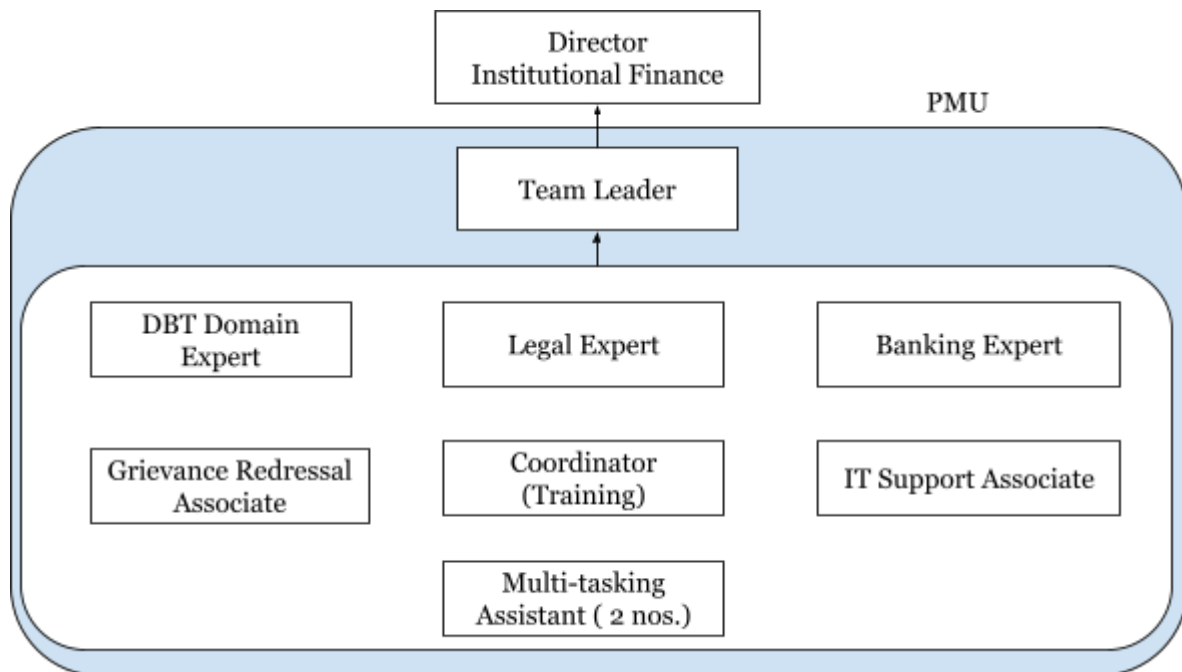 Director
Institutional Finance
PMU
Team Leader
DBT Domain
Expert
Legal Expert
Banking Expert
Grievance Redressal
Associate
Coordinator
(Training)
IT Support Associate
Multi-tasking
Assistant ( 2 nos.)